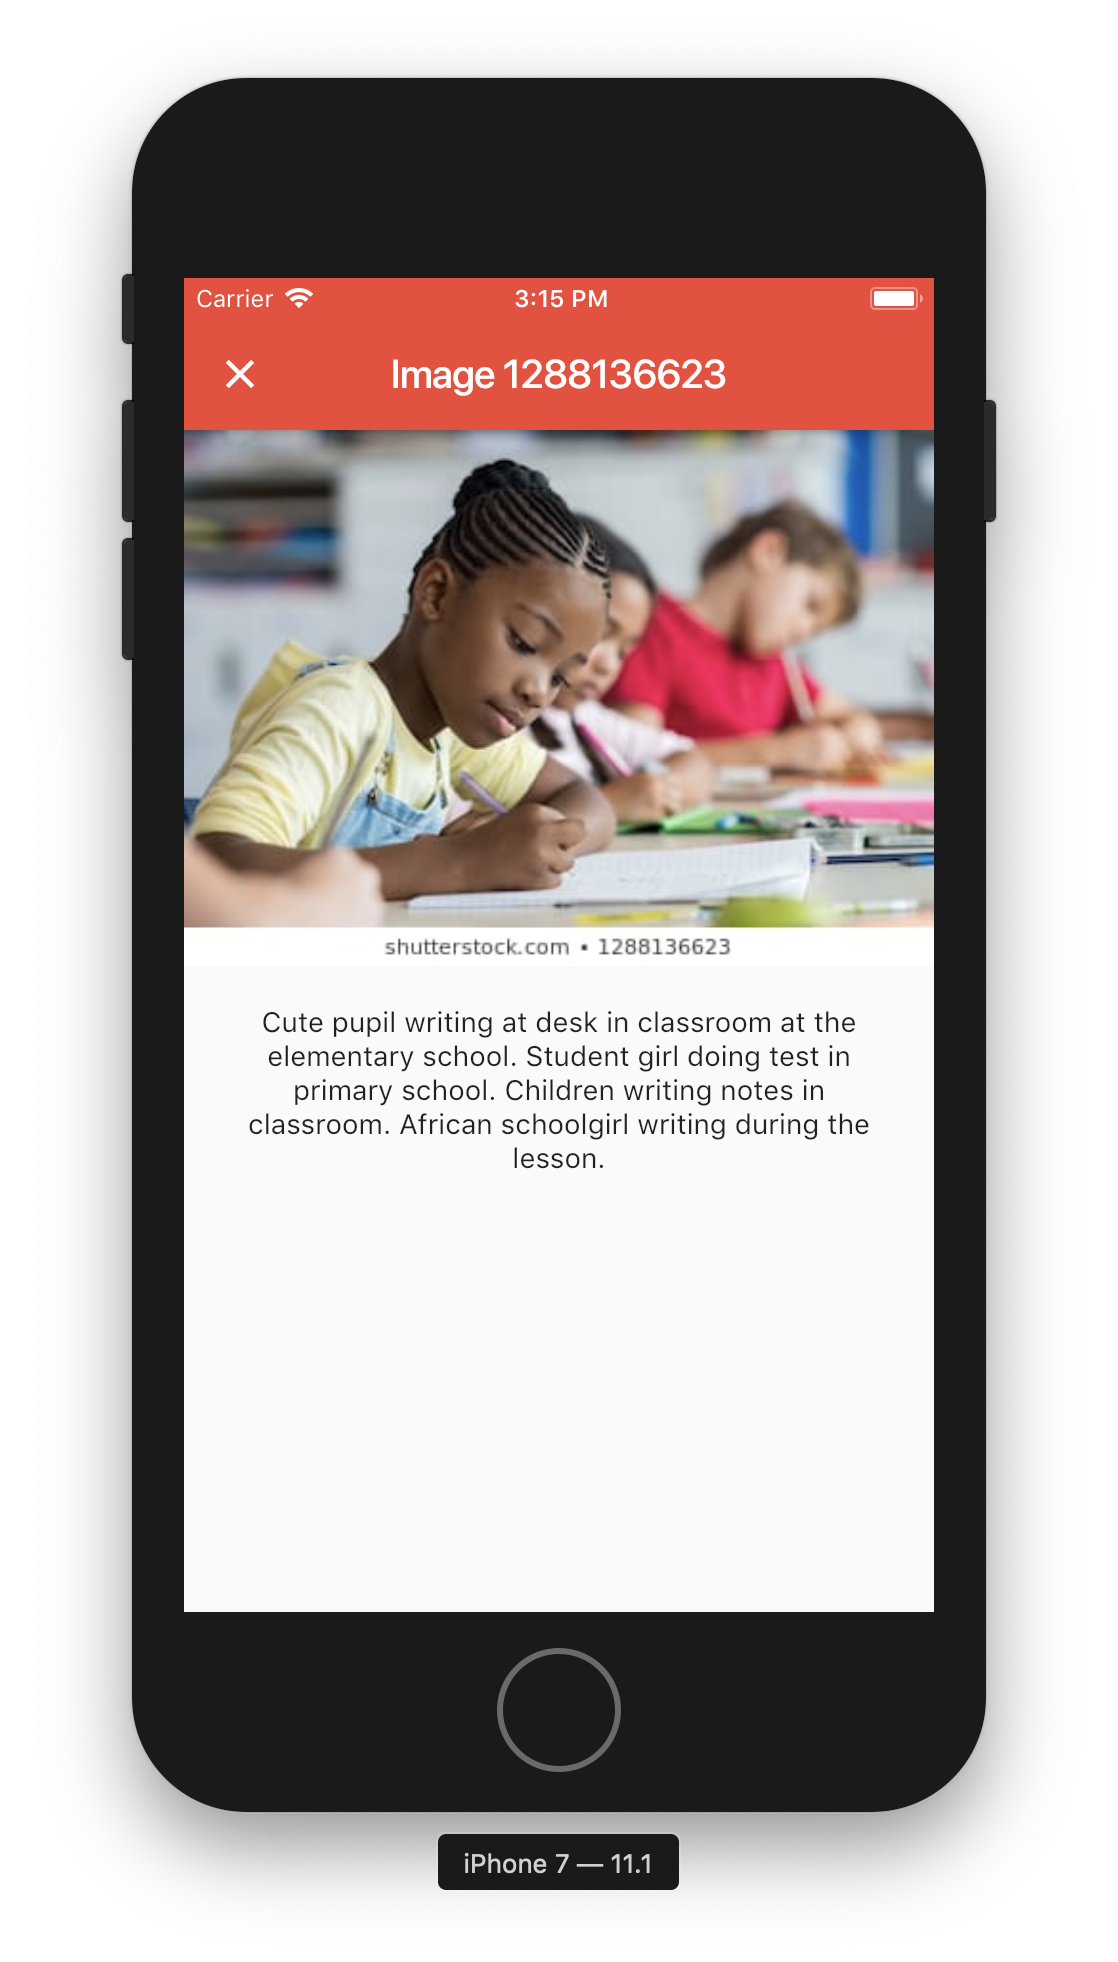 Carrier 3:15 PM
Image 1288136623
shutterstock.com • 1288136623
Cute pupil writing at desk in classroom at the
elementary school. Student girl doing test in
primary school. Children writing notes in
classroom. African schoolgirl writing during the
lesson.
iPhone 7 — 11.1